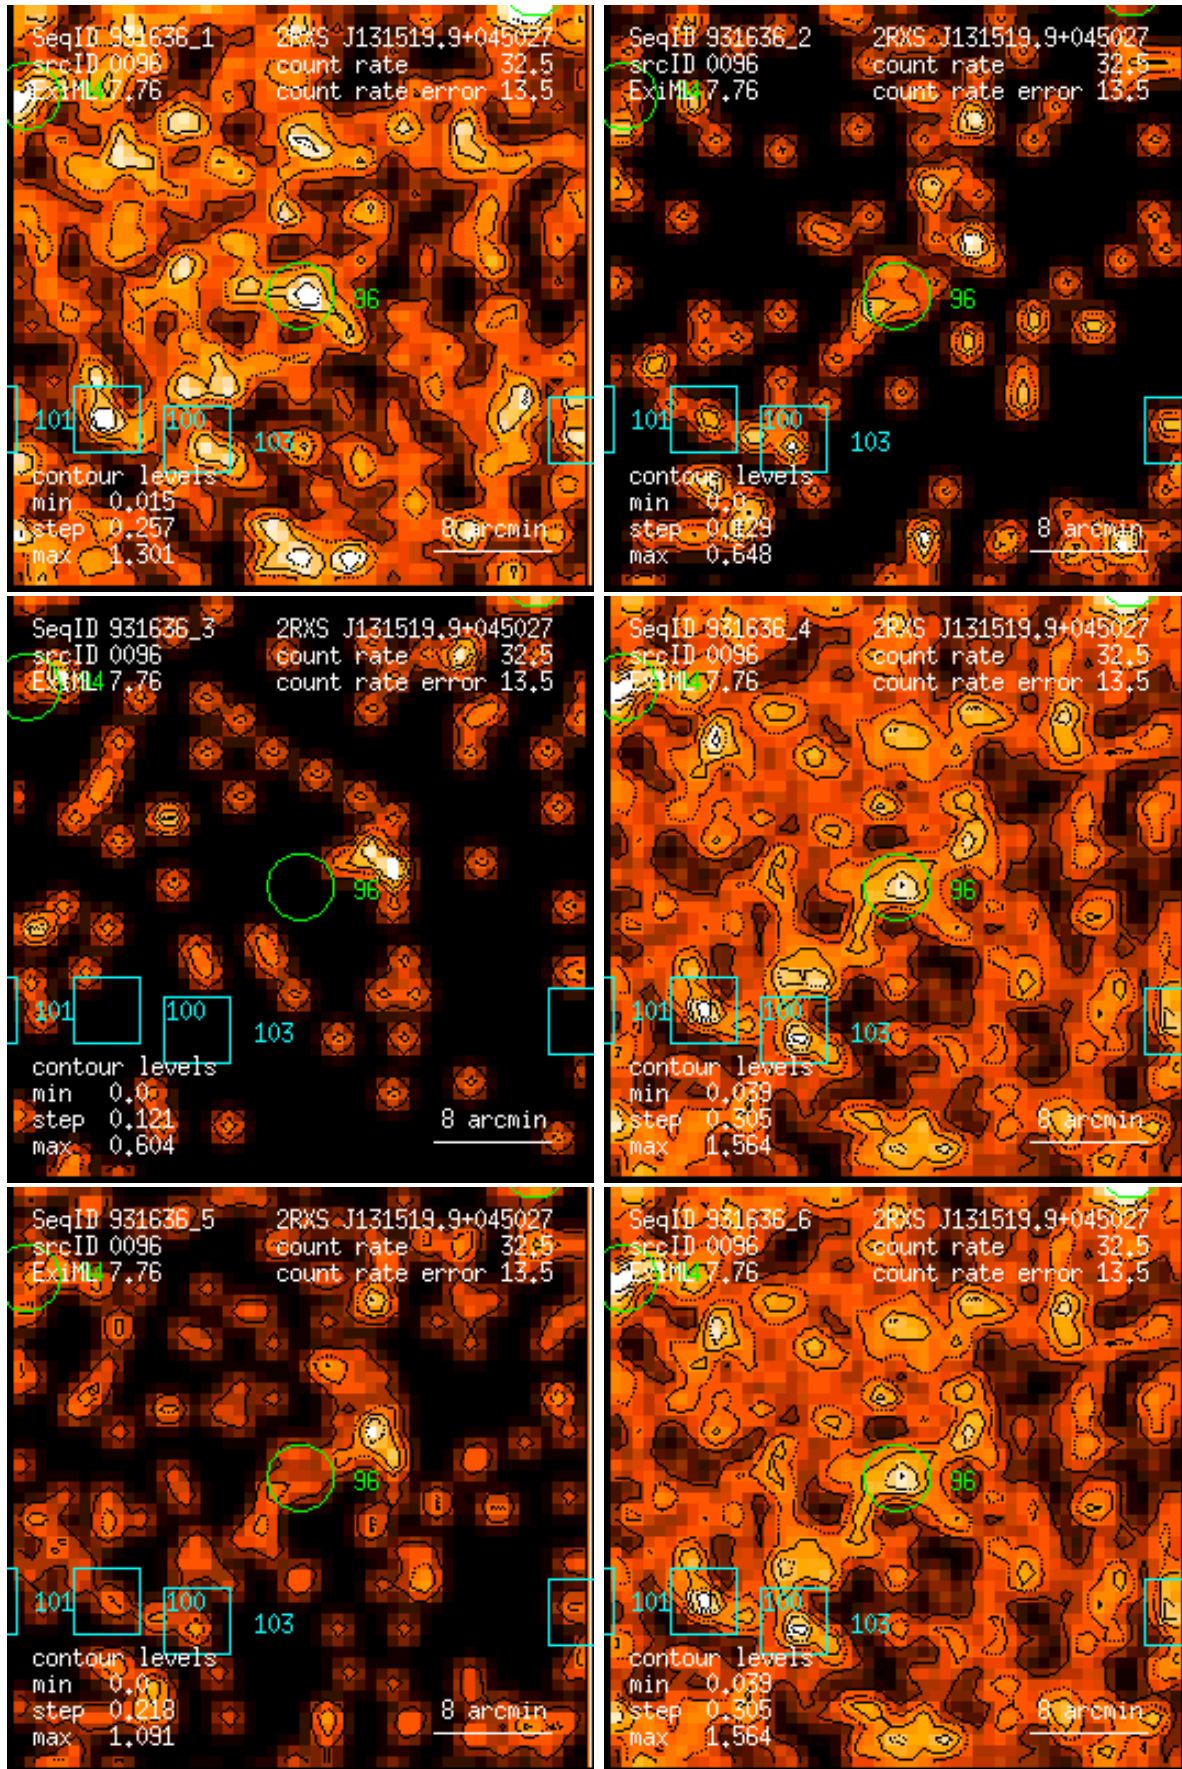 SeqID 931636_1 2RXS J131519.9+045027
srcID 0096 count rate 32.5
ExiML 7.76 count rate error 13.5
96
101 100 103
contour levels
min 0.015
step 0.257 8 arcmin
max 1.301
SeqID 931636_2 2RXS J131519.9+045027
srcID 0096 count rate 32.5
ExiML 7.76 count rate error 13.5
96
101 100 103
contour levels
min 0.0
step 0.129 8 arcmin
max 0.648
SeqID 931636_3 2RXS J131519.9+045027
srcID 0096 count rate 32.5
ExiML 7.76 count rate error 13.5
96
101 100 103
contour levels
min 0.0
step 0.121 8 arcmin
max 0.604
SeqID 931636_4 2RXS J131519.9+045027
srcID 0096 count rate 32.5
ExiML 7.76 count rate error 13.5
96
101 100 103
contour levels
min 0.039
step 0.305 8 arcmin
max 1.564
SeqID 931636_5 2RXS J131519.9+045027
srcID 0096 count rate 32.5
ExiML 7.76 count rate error 13.5
96
101 100 103
contour levels
min 0.0
step 0.218 8 arcmin
max 1.091
SeqID 931636_6 2RXS J131519.9+045027
srcID 0096 count rate 32.5
ExiML 7.76 count rate error 13.5
96
101 100 103
contour levels
min 0.039
step 0.305 8 arcmin
max 1.564